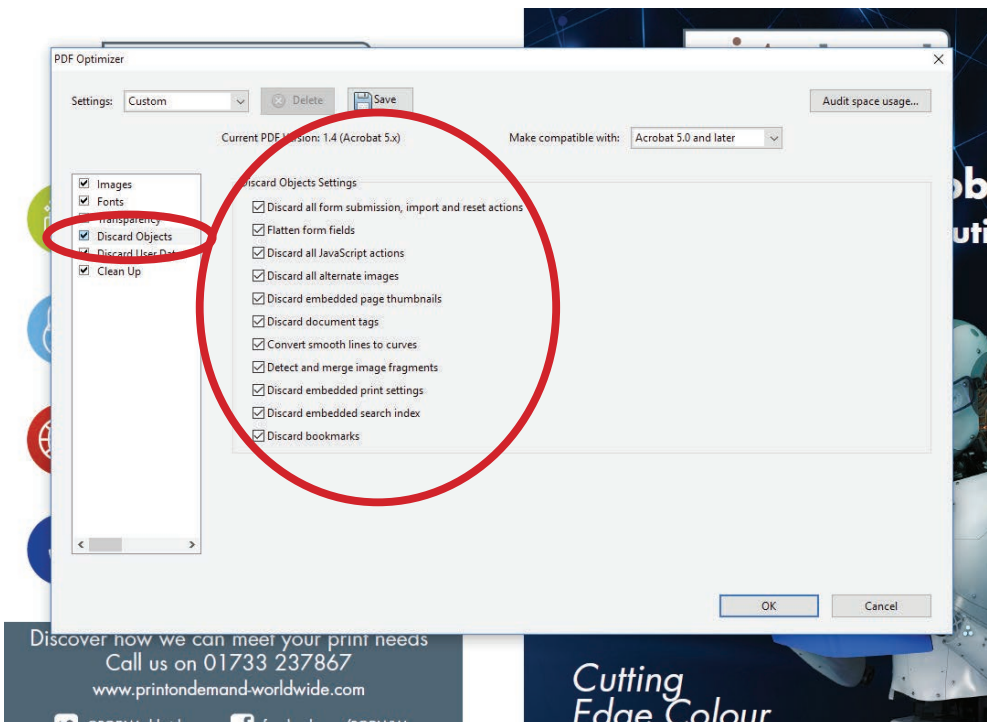 PDF Optimizer
Settings: Custom Delete Save Audit space usage...
Current PDF Version: 1.4 (Acrobat 5.x) Make compatible with: Acrobat 5.0 and later
Images
Fonts
Transparency
Discard Objects
Discard User Data
Clean Up
Discard Objects Settings
Discard all form submission, import and reset actions
Flatten form fields
Discard all JavaScript actions
Discard all alternate images
Discard embedded page thumbnails
Discard document tags
Convert smooth lines to curves
Detect and merge image fragments
Discard embedded print settings
Discard embedded search index
Discard bookmarks
OK Cancel
Discover how we can meet your print needs
Call us on 01733 237867
www.printondemand-worldwide.com
Cutting
Edge Colour